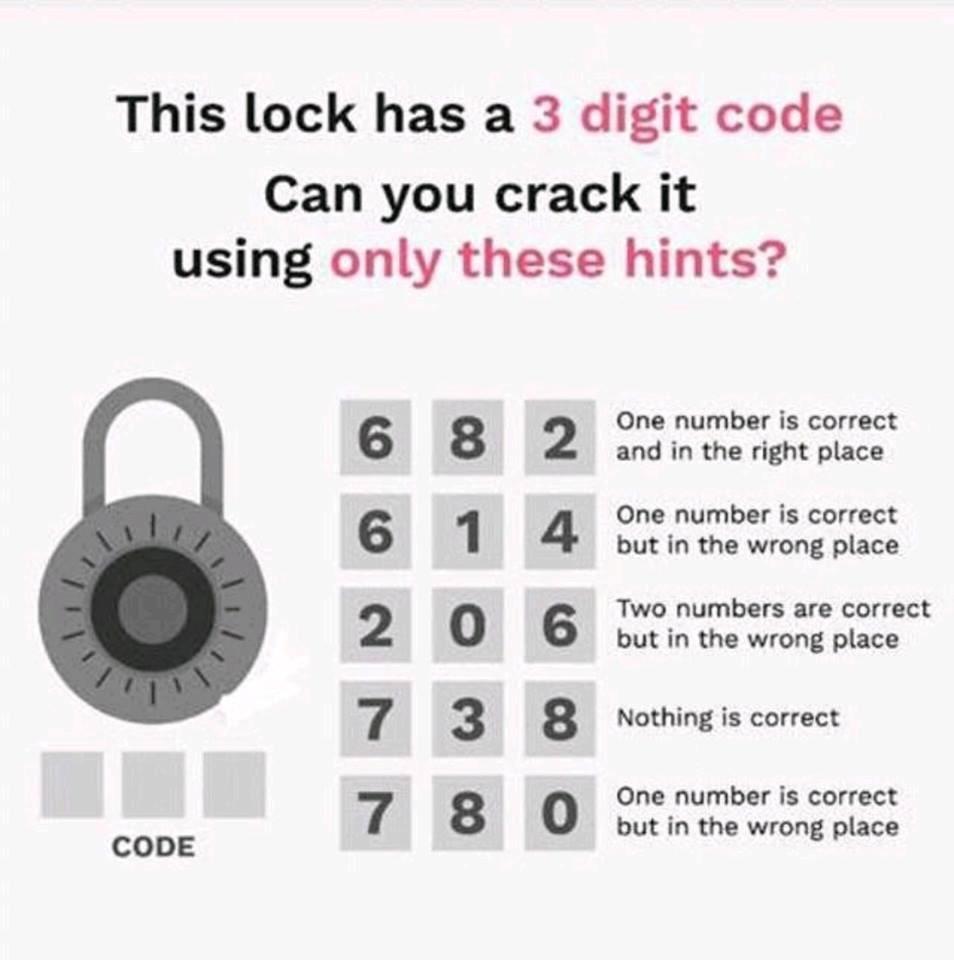 This lock has a 3 digit code
Can you crack it
using only these hints?
6 8 2 One number is correct
and in the right place
6 1 4 One number is correct
but in the wrong place
2 0 6 Two numbers are correct
but in the wrong place
7 3 8 Nothing is correct
7 8 0 One number is correct
but in the wrong place
CODE